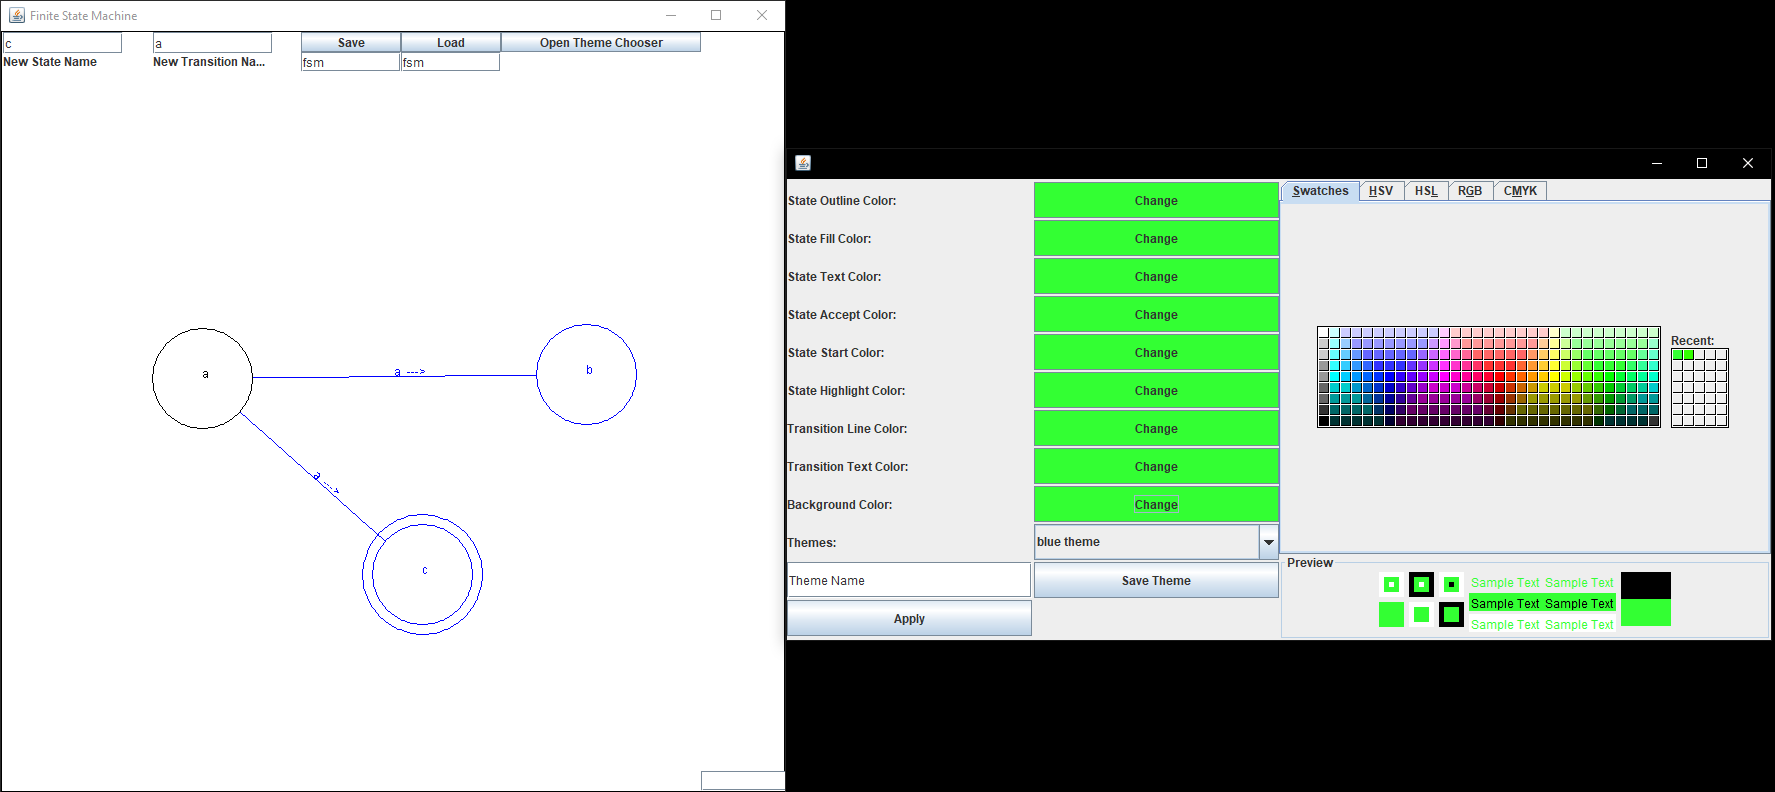 Finite State Machine
c
a
Save
Load
Open Theme Chooser
New State Name
New Transition Na...
fsm
fsm
a
a --->
b
a --->
c
State Outline Color:
Change
State Fill Color:
Change
State Text Color:
Change
State Accept Color:
Change
State Start Color:
Change
State Highlight Color:
Change
Transition Line Color:
Change
Transition Text Color:
Change
Background Color:
Change
Themes:
blue theme
Theme Name
Save Theme
Apply
Swatches
HSV
HSL
RGB
CMYK
Recent:
Preview
Sample Text Sample Text
Sample Text Sample Text
Sample Text Sample Text